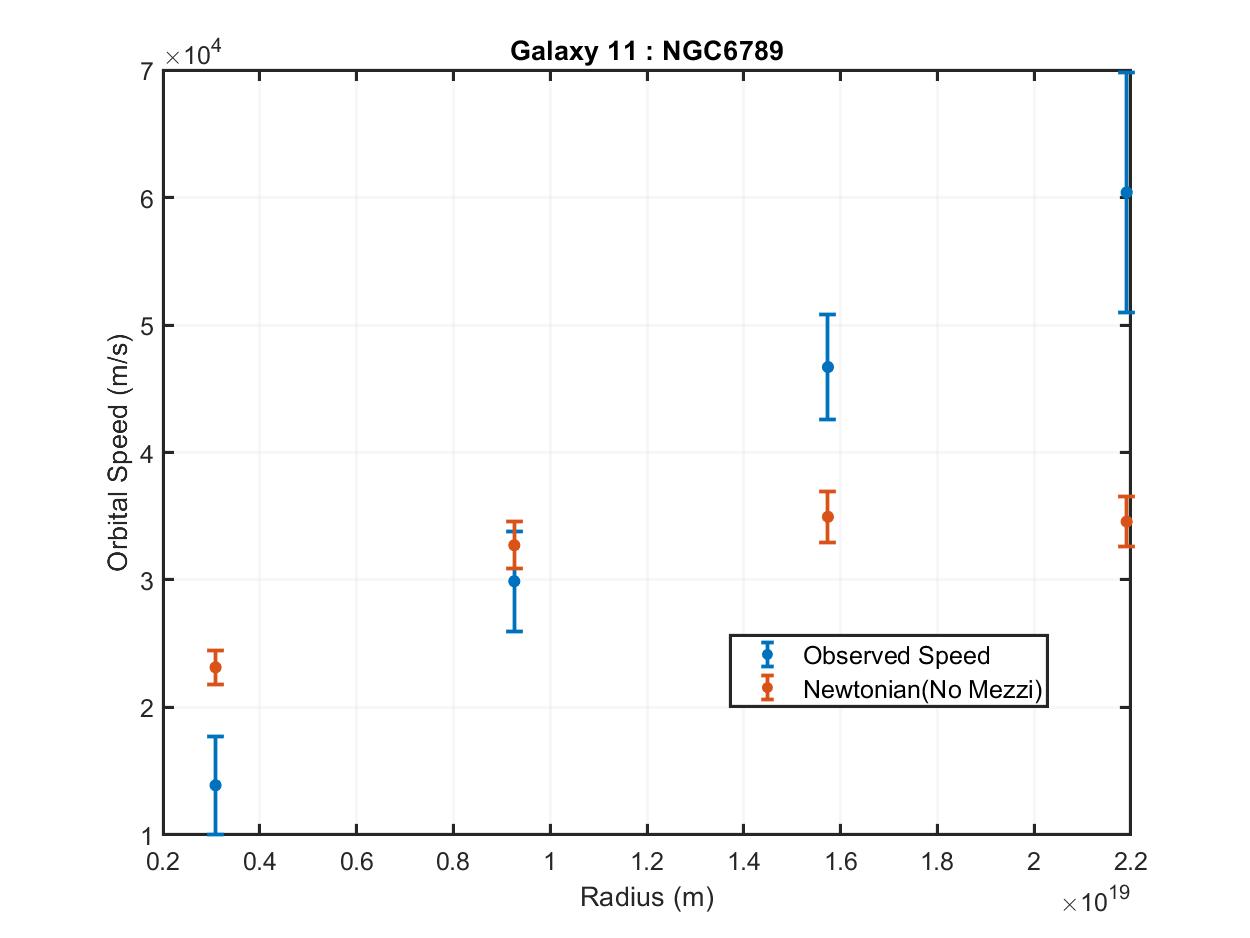 Galaxy 11 : NGC6789
×10⁴
7
6
5
4
3
2
1
Orbital Speed (m/s)
Observed Speed
Newtonian(No Mezzi)
0.2 0.4 0.6 0.8 1 1.2 1.4 1.6 1.8 2 2.2
Radius (m)
×10¹⁹